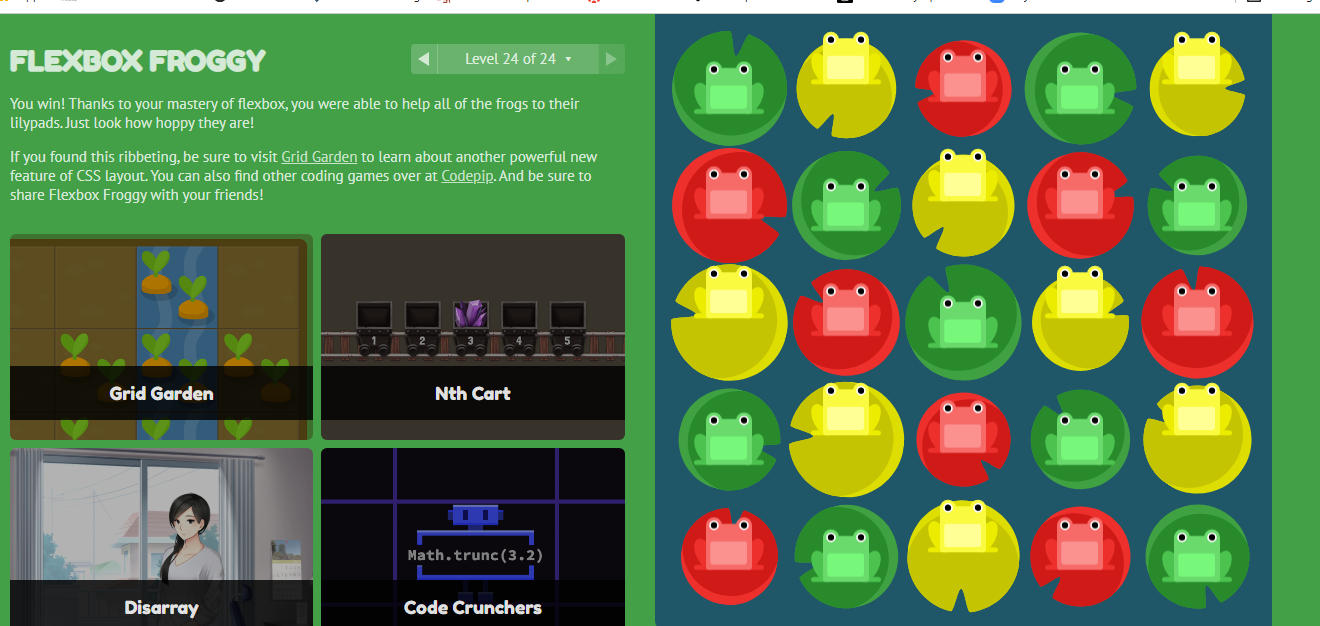 FLEXBOX FROGGY
Level 24 of 24
You win! Thanks to your mastery of flexbox, you were able to help all of the frogs to their
lilypads. Just look how hoppy they are!
If you found this ribbeting, be sure to visit Grid Garden to learn about another powerful new
feature of CSS layout. You can also find other coding games over at Codepip. And be sure to
share Flexbox Froggy with your friends!
Grid Garden
1 2 3 4 5
Nth Cart
Disarray
Math.trunc(3.2)
Code Crunchers